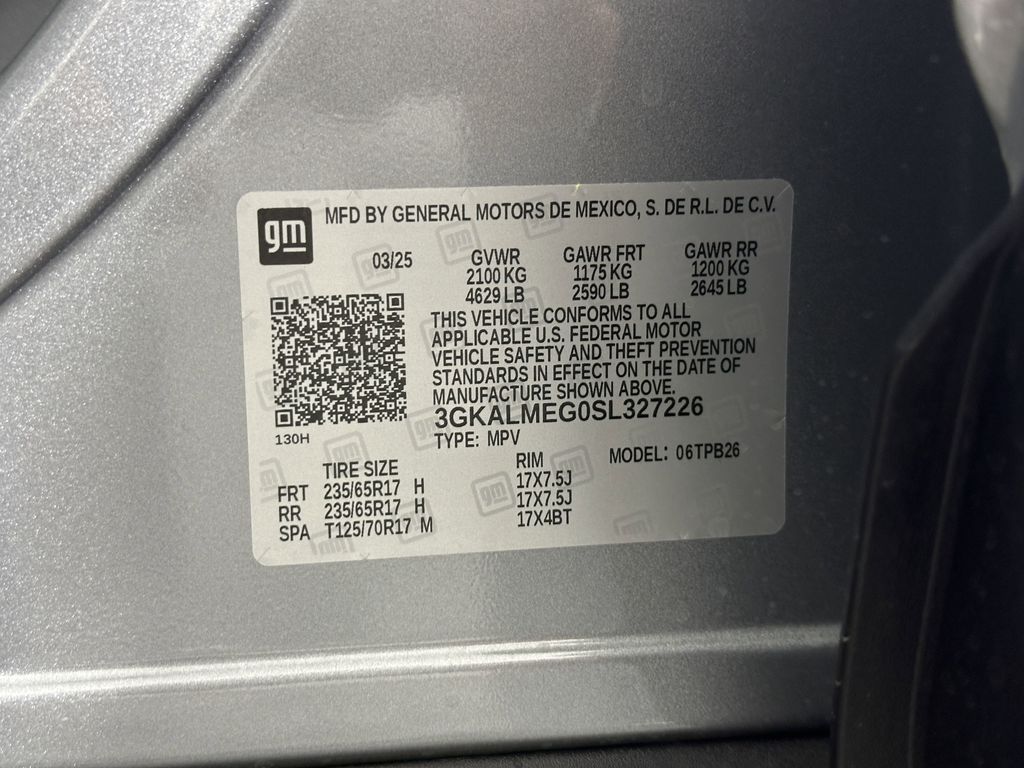 gm
MFD BY GENERAL MOTORS DE MEXICO, S. DE R.L. DE C.V.
03/25 GVWR GAWR FRT GAWR RR
2100 KG 1175 KG 1200 KG
4629 LB 2590 LB 2645 LB
THIS VEHICLE CONFORMS TO ALL
APPLICABLE U.S. FEDERAL MOTOR
VEHICLE SAFETY AND THEFT PREVENTION
STANDARDS IN EFFECT ON THE DATE OF
MANUFACTURE SHOWN ABOVE.
3GKALMEG0SL327226
130H
TYPE: MPV
MODEL: 06TPB26
TIRE SIZE RIM
FRT 235/65R17 H 17X7.5J
RR 235/65R17 H 17X7.5J
SPA T125/70R17 M 17X4BT